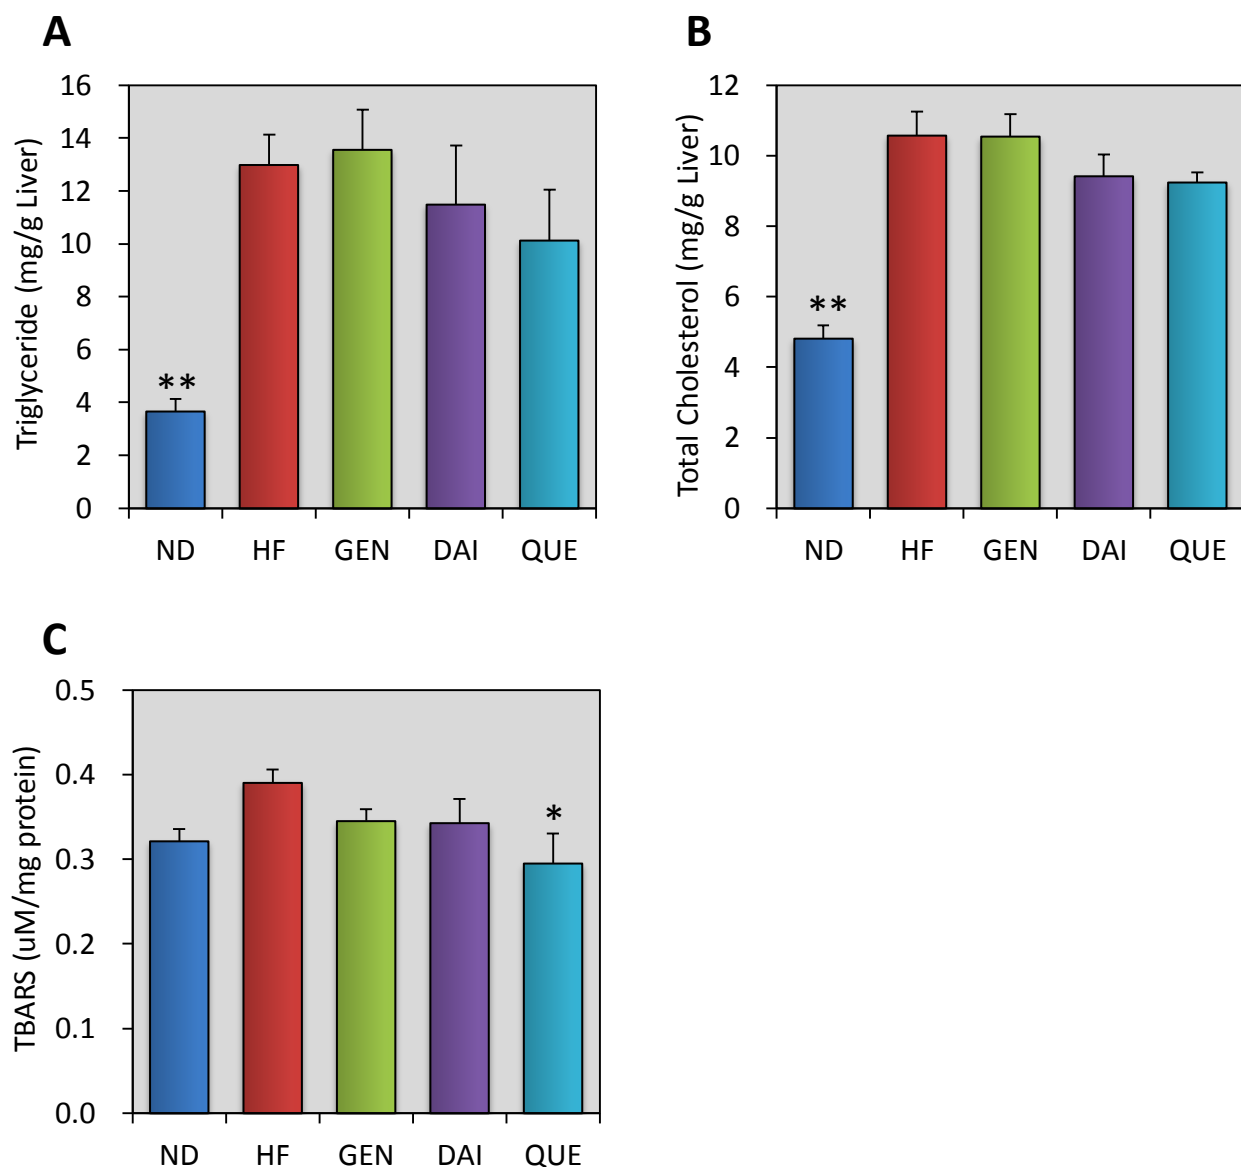 A
Triglyceride (mg/g Liver)
16
14
12
10
8
6
4
2
0
**
ND HF GEN DAI QUE
B
Total Cholesterol (mg/g Liver)
12
10
8
6
4
2
0
**
ND HF GEN DAI QUE
C
TBARS (uM/mg protein)
0.5
0.4
0.3
0.2
0.1
0.0
*
ND HF GEN DAI QUE